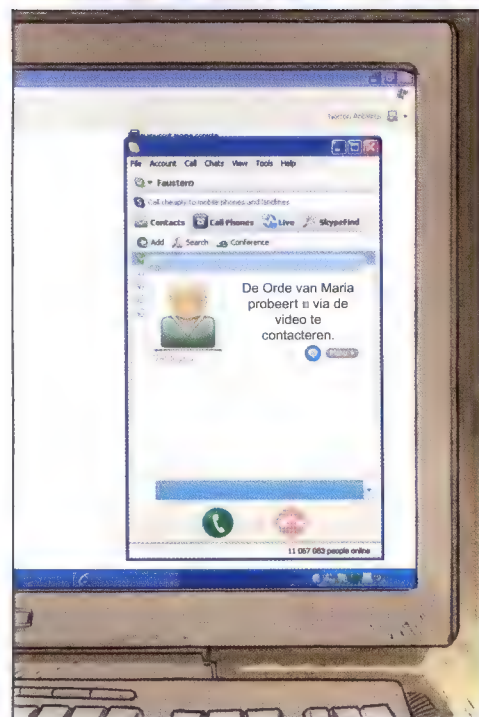 File Account Call Chats View Tools Help
Faustero
Call cheaply to mobile phones and landlines
Contacts Call Phones Live SkypeFind
Add Search Conference
De Orde van Maria
probeert via de
video te
contacteren.
11 067 083 people online